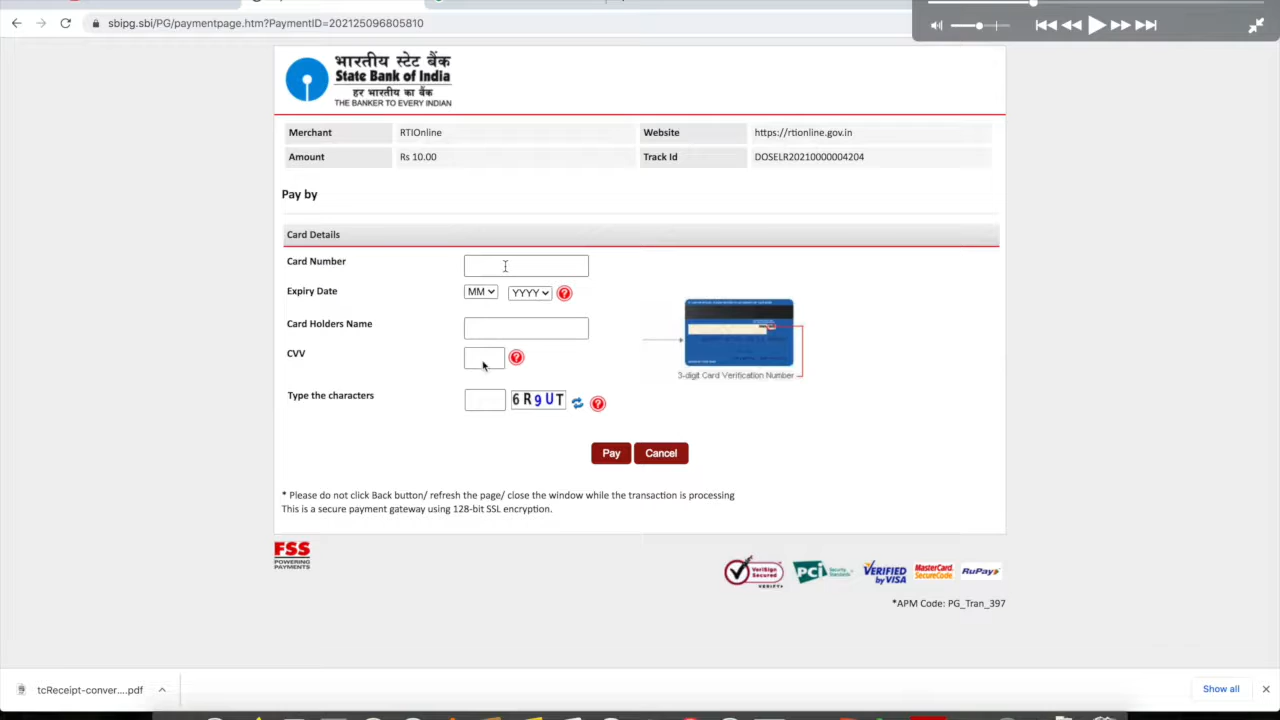 sbipg.sbi/PG/paymentpage.htm?PaymentID=202125096805810
भारतीय स्टेट बैंक
State Bank of India
हर भारतीय का बैंक
THE BANKER TO EVERY INDIAN
Merchant RTIOnline Website https://rtionline.gov.in
Amount Rs 10.00 Track Id DOSELR20210000004204
Pay by
Card Details
Card Number
Expiry Date MM YYYY ?
Card Holders Name
CVV ?
3-digit Card Verification Number
Type the characters 6R9UT ?
Pay Cancel
* Please do not click Back button/ refresh the page/ close the window while the transaction is processing
This is a secure payment gateway using 128-bit SSL encryption.
FSS
POWERING
PAYMENTS
VeriSign
Secured
VERIFY
PCI Security Standards
VERIFIED
by VISA
MasterCard
SecureCode
RuPay
*APM Code: PG_Tran_397
tcReceipt-conver....pdf
Show all